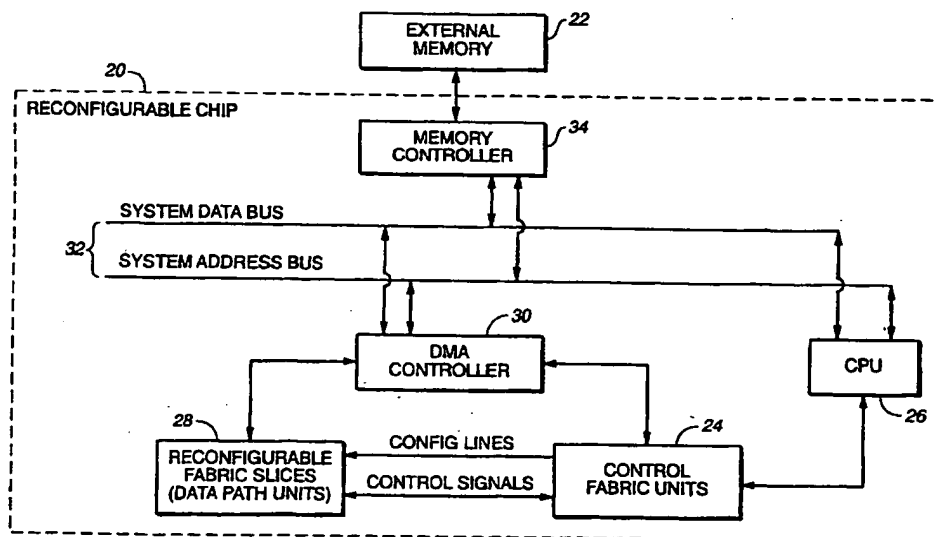 EXTERNAL
MEMORY
22
20
RECONFIGURABLE CHIP
MEMORY
CONTROLLER
34
SYSTEM DATA BUS
32
SYSTEM ADDRESS BUS
30
DMA
CONTROLLER
CPU
26
28
RECONFIGURABLE
FABRIC SLICES
(DATA PATH UNITS)
CONFIG LINES
CONTROL SIGNALS
24
CONTROL
FABRIC UNITS